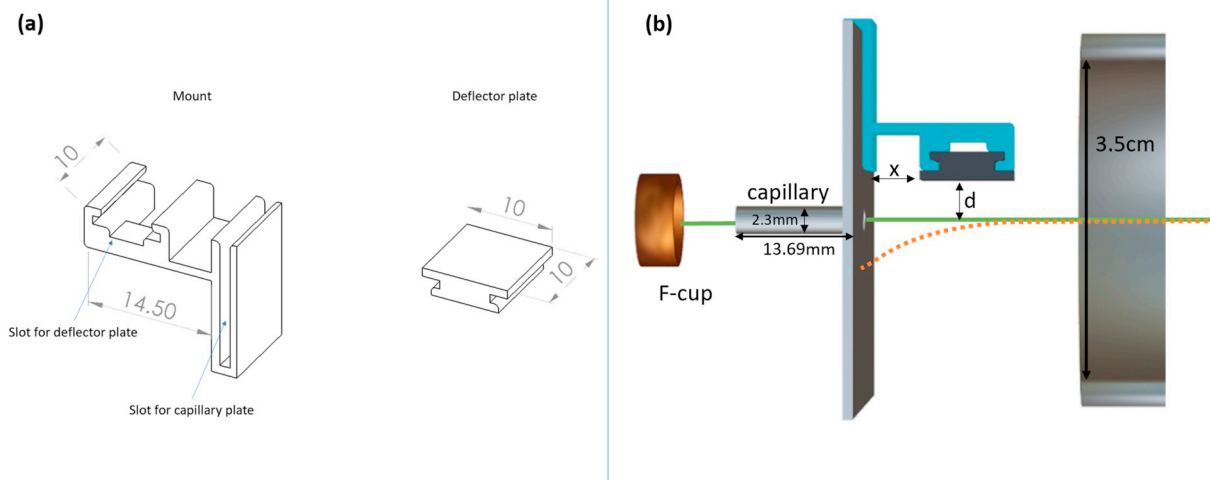 (a)
Mount
Deflector plate
10
14.50
Slot for deflector plate
Slot for capillary plate
10
10
(b)
3.5cm
x
d
capillary
2.3mm
13.69mm
F-cup